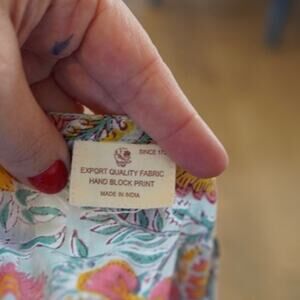 SINCE
EXPORT QUALITY FABRIC
HAND BLOCK PRINT
MADE IN INDIA